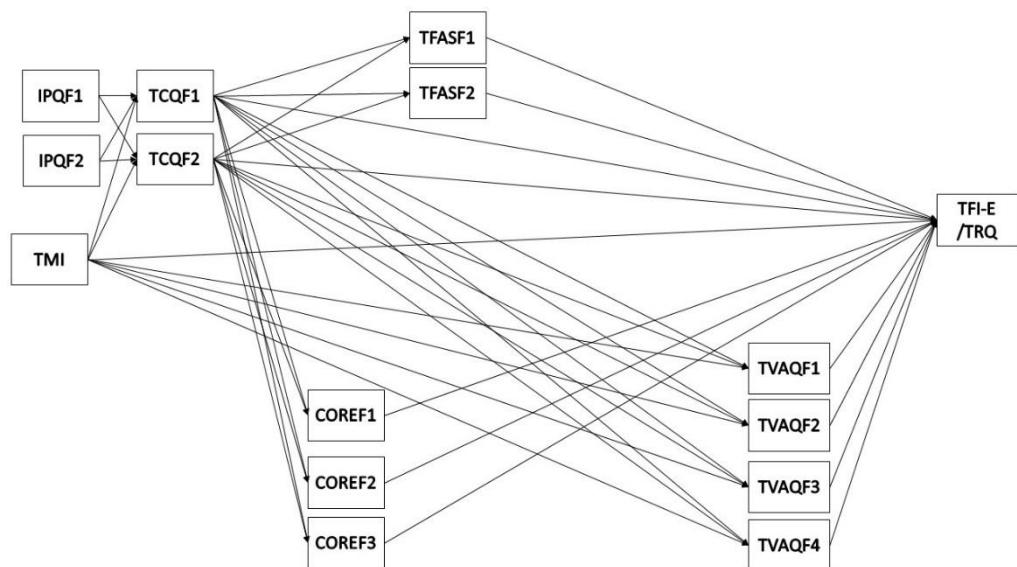 TFASF1
IPQF1
TCQF1
TFASF2
IPQF2
TCQF2
TMI
TFI-E
/TRQ
TVAQF1
COREF1
TVAQF2
COREF2
TVAQF3
COREF3
TVAQF4